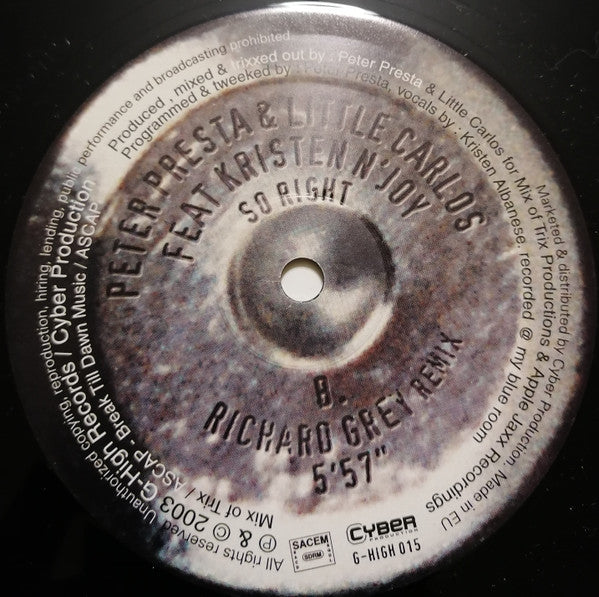 PETER PRESTA & LITTLE CARLOS
FEAT KRISTEN N'JOY
SO RIGHT
B.
RICHARD GREY REMIX
5'57"
Produced, mixed & trixxed out by : Peter Presta & Little Carlos for Mix of Trix Productions & Apple Jaxx Recordings
Programmed & tweeked by : Peter Presta, vocals by : Kristen Albanese. recorded @ my blue room
Marketed & distributed by Cyber Production. Made in EU
Unauthorized copying, reproduction, hiring, lending, public performance and broadcasting prohibited
All rights reserved
℗ & © 2003 G-High Records / Cyber Production
Mix of Trix / ASCAP - Break Till Dawn Music / ASCAP
SACEM
SDRM
CYBER
PRODUCTION
G-HIGH 015